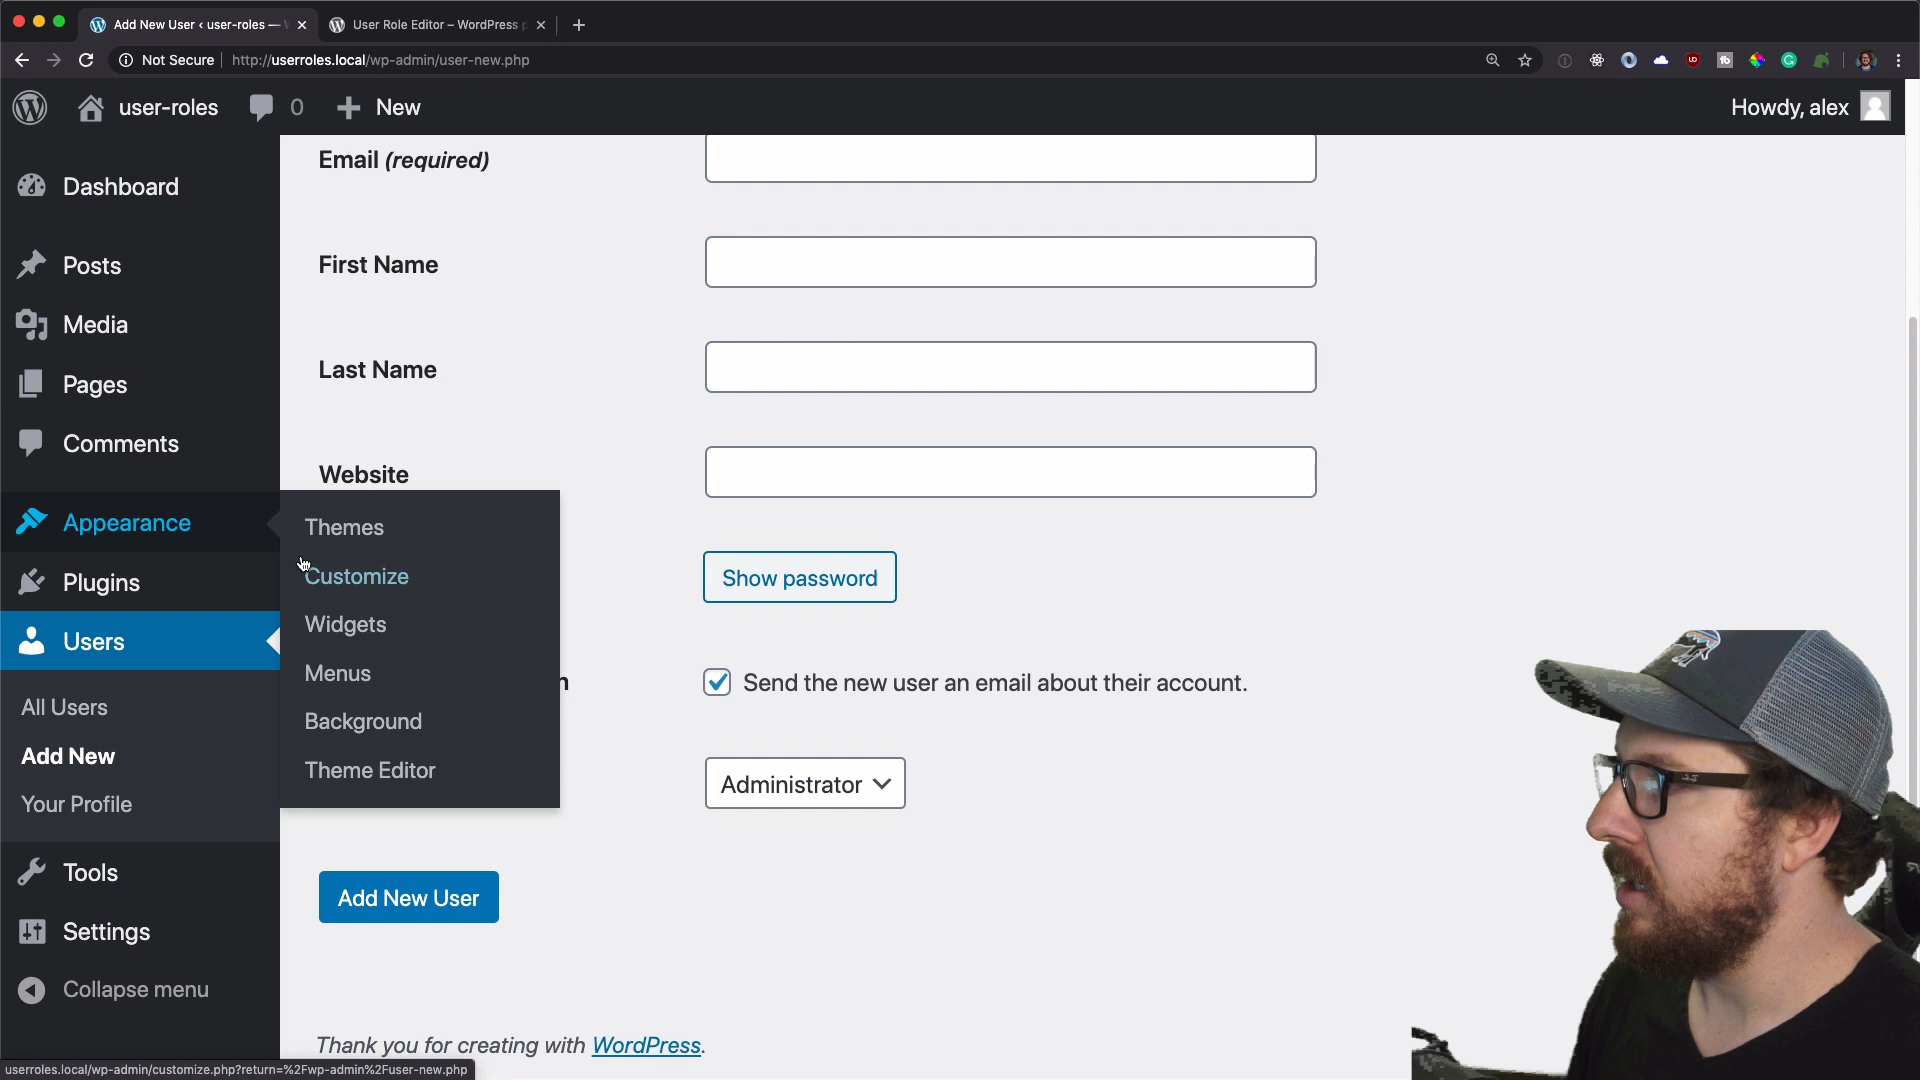 Add New User ‹ user-roles —
User Role Editor – WordPress
Not Secure
http://userroles.local/wp-admin/user-new.php
user-roles
0
New
Howdy, alex
Dashboard
Posts
Media
Pages
Comments
Appearance
Plugins
Users
All Users
Add New
Your Profile
Tools
Settings
Collapse menu
Themes
Customize
Widgets
Menus
Background
Theme Editor
Email (required)
First Name
Last Name
Website
Show password
Send the new user an email about their account.
Administrator
Add New User
Thank you for creating with WordPress.
userroles.local/wp-admin/customize.php?return=%2Fwp-admin%2Fuser-new.php